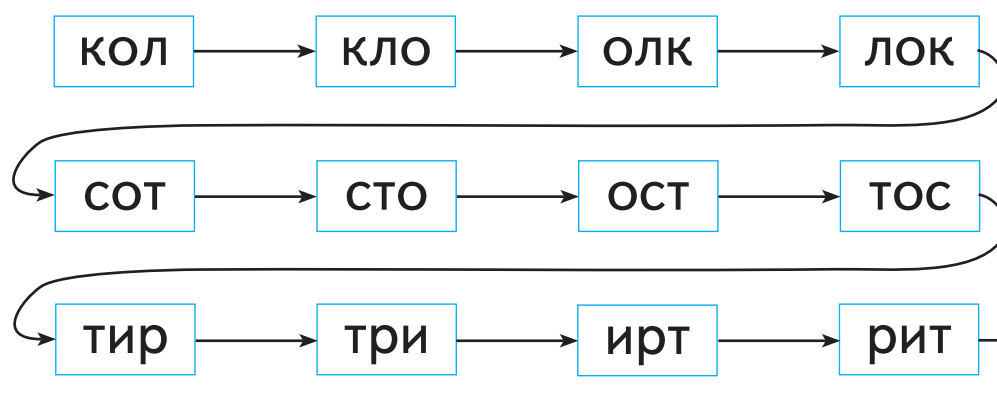 кол кло олк лок
сот сто ост тос
тир три ирт рит